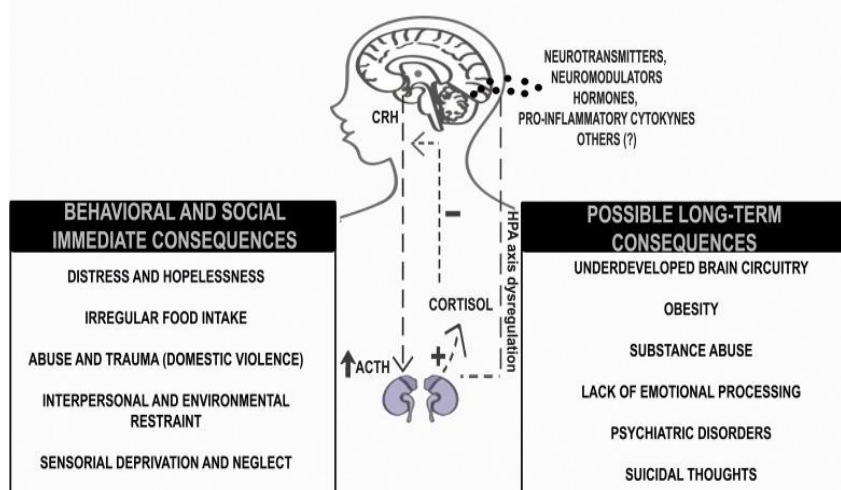 NEUROTRANSMITTERS,
NEUROMODULATORS
HORMONES,
PRO-INFLAMMATORY CYTOKYNES
OTHERS (?)
CRH
BEHAVIORAL AND SOCIAL
IMMEDIATE CONSEQUENCES
DISTRESS AND HOPELESSNESS
IRREGULAR FOOD INTAKE
ABUSE AND TRAUMA (DOMESTIC VIOLENCE)
INTERPERSONAL AND ENVIRONMENTAL
RESTRAINT
SENSORIAL DEPRIVATION AND NEGLECT
-
CORTISOL
+
ACTH
HPA axis dysregulation
POSSIBLE LONG-TERM
CONSEQUENCES
UNDERDEVELOPED BRAIN CIRCUITRY
OBESITY
SUBSTANCE ABUSE
LACK OF EMOTIONAL PROCESSING
PSYCHIATRIC DISORDERS
SUICIDAL THOUGHTS